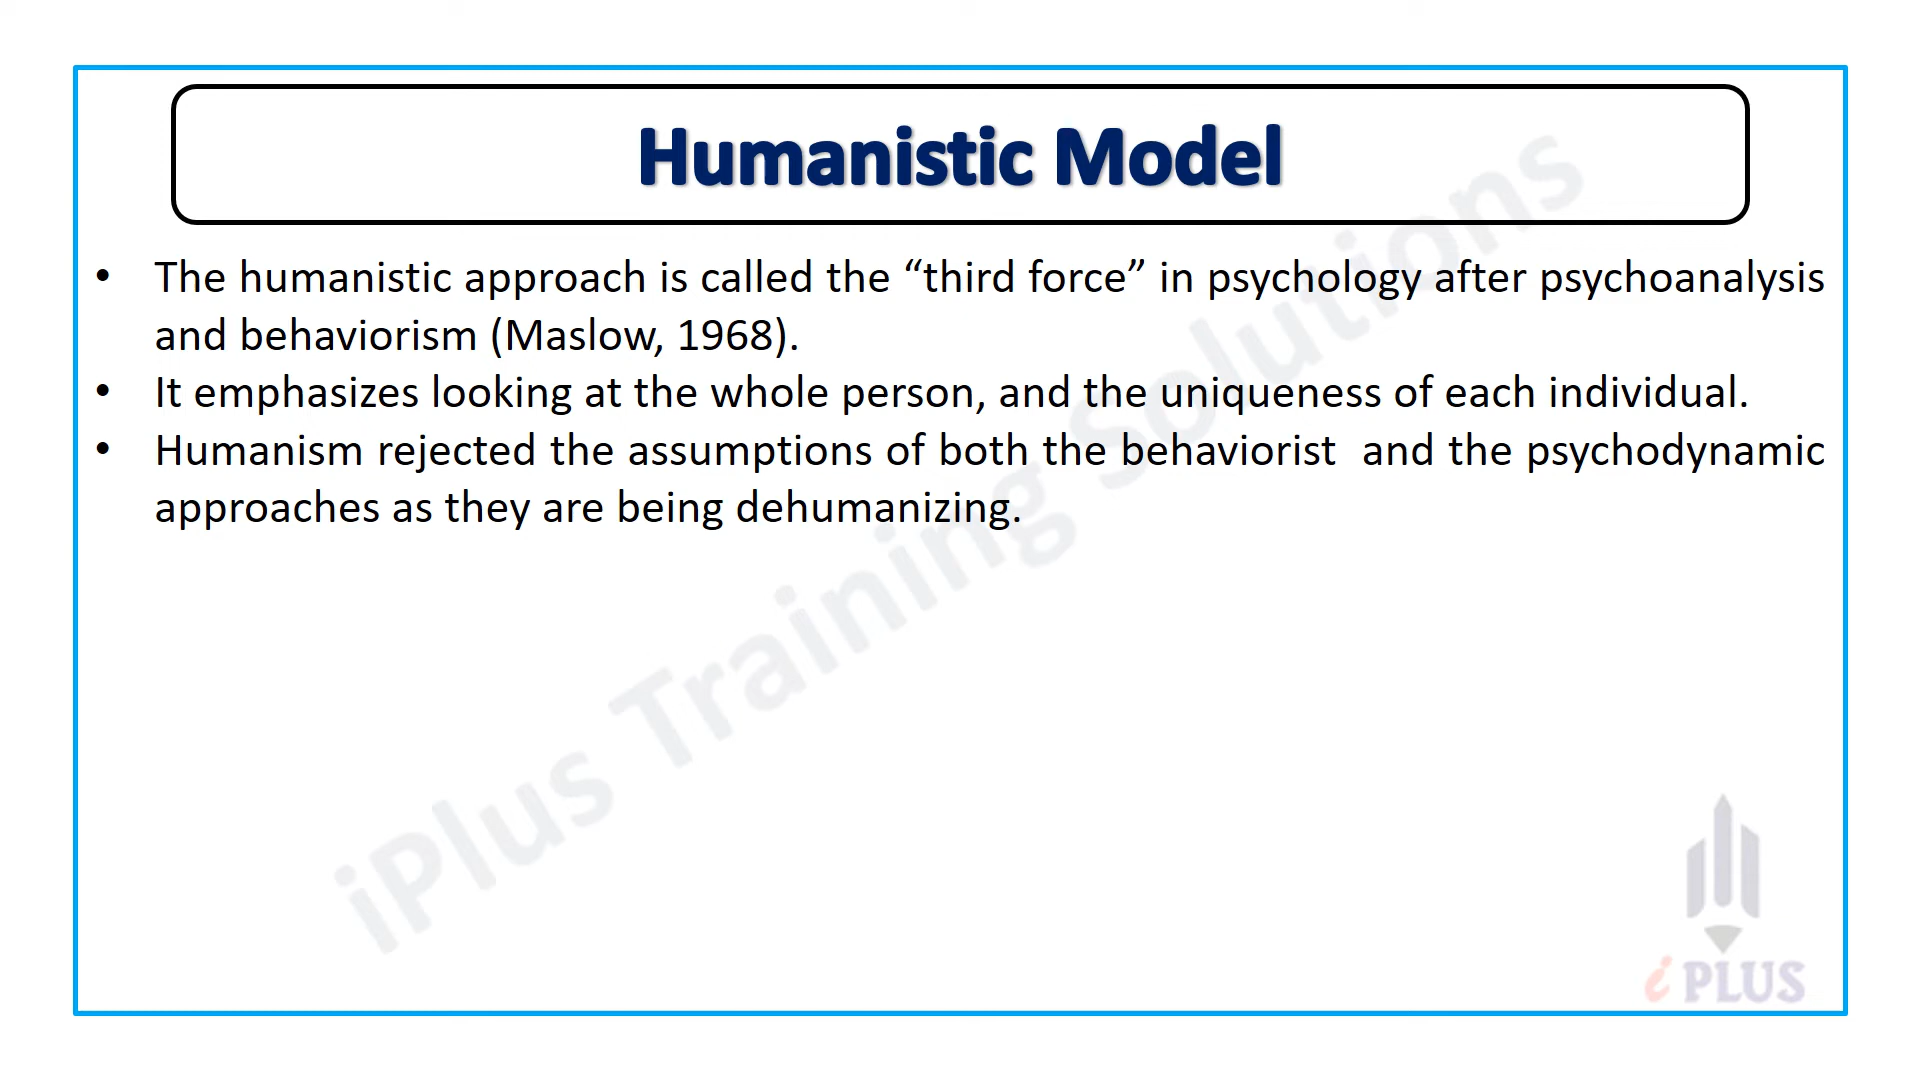 Humanistic Model
• The humanistic approach is called the “third force” in psychology after psychoanalysis
and behaviorism (Maslow, 1968).
• It emphasizes looking at the whole person, and the uniqueness of each individual.
• Humanism rejected the assumptions of both the behaviorist  and the psychodynamic
approaches as they are being dehumanizing.
iPlus Training Solutions
i PLUS